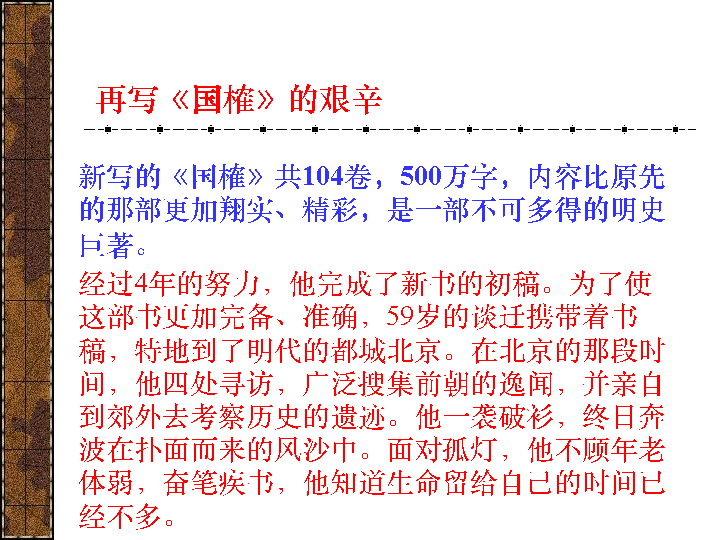 再写《国榷》的艰辛
新写的《国榷》共104卷，500万字，内容比原先
的那部更加翔实、精彩，是一部不可多得的明史
巨著。
经过4年的努力，他完成了新书的初稿。为了使
这部书更加完备、准确，59岁的谈迁携带着书
稿，特地到了明代的都城北京。在北京的那段时
间，他四处寻访，广泛搜集前朝的逸闻，并亲自
到郊外去考察历史的遗迹。他一袭破衫，终日奔
波在扑面而来的风沙中。面对孤灯，他不顾年老
体弱，奋笔疾书，他知道生命留给自己的时间已
经不多。